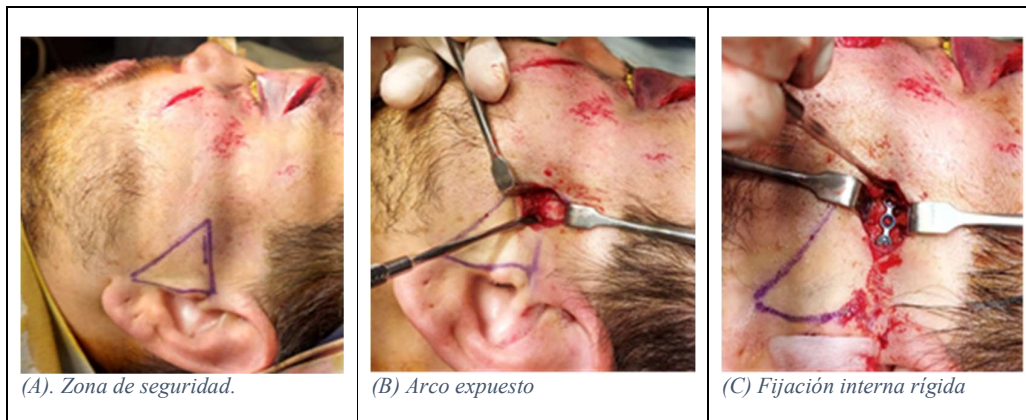 (A). Zona de seguridad.
(B) Arco expuesto
(C) Fijación interna rígida